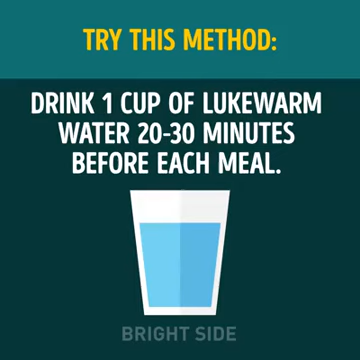 TRY THIS METHOD:
DRINK 1 CUP OF LUKEWARM
WATER 20-30 MINUTES
BEFORE EACH MEAL.
BRIGHT SIDE